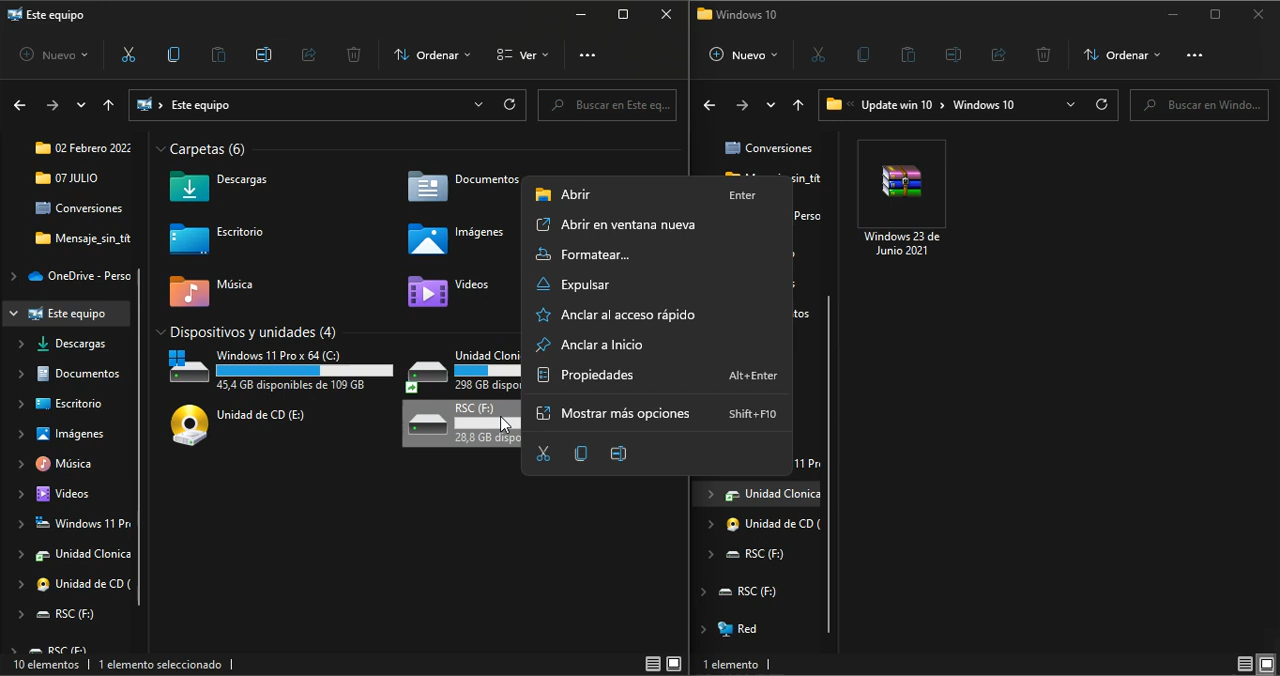 Este equipo
Nuevo
Ordenar
Ver
Este equipo
Buscar en Este eq...
02 Febrero 2022
07 JULIO
Conversiones
Mensaje_sin_tít
OneDrive - Perso
Este equipo
Descargas
Documentos
Escritorio
Imágenes
Música
Videos
Windows 11 Pr
Unidad Clonica
Unidad de CD (
RSC (F:)
RSC (F:)
Carpetas (6)
Descargas
Documentos
Escritorio
Imágenes
Música
Videos
Dispositivos y unidades (4)
Windows 11 Pro x 64 (C:)
45,4 GB disponibles de 109 GB
Unidad Cloni
298 GB dispo
Unidad de CD (E:)
RSC (F:)
28,8 GB dispo
Abrir Enter
Abrir en ventana nueva
Formatear...
Expulsar
Anclar al acceso rápido
Anclar a Inicio
Propiedades Alt+Enter
Mostrar más opciones Shift+F10
10 elementos
1 elemento seleccionado
Windows 10
Nuevo
Ordenar
Update win 10 > Windows 10
Buscar en Windo...
Conversiones
sin_tít
Perso
tos
11 Pr
Unidad Clonica
Unidad de CD (
RSC (F:)
RSC (F:)
Red
Windows 23 de
Junio 2021
1 elemento